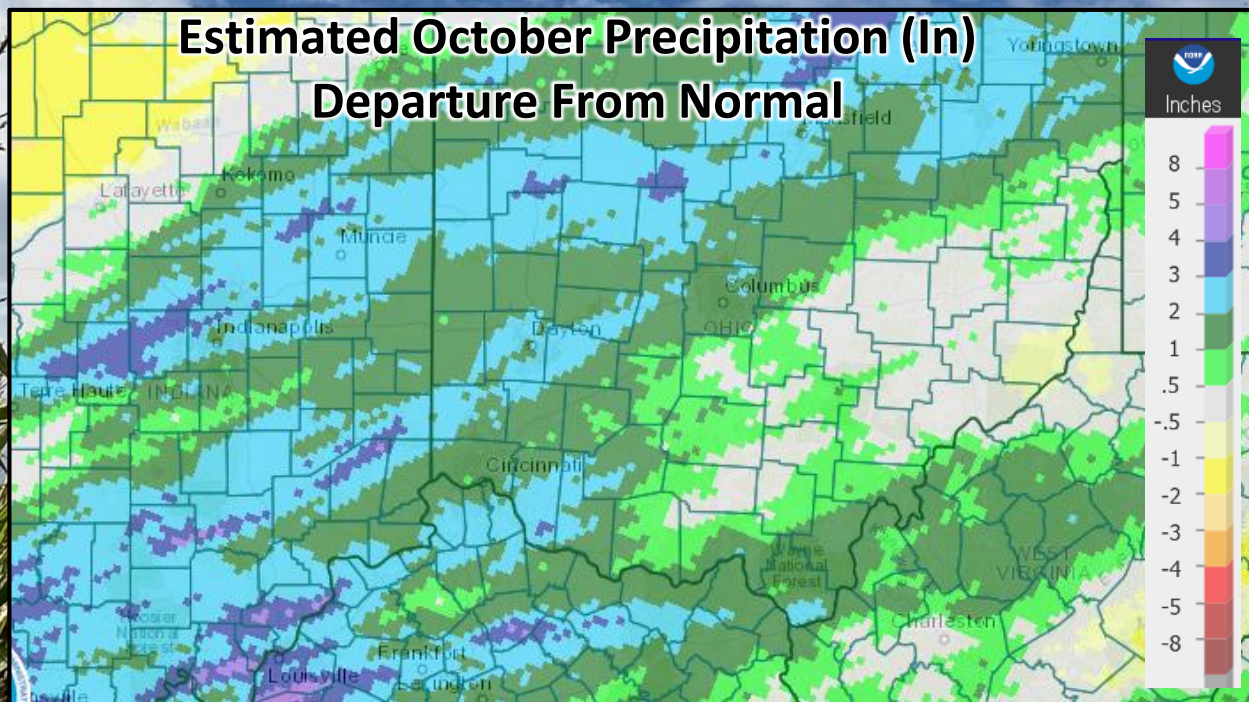 Estimated October Precipitation (In)
Departure From Normal
Youngstown
NOAA
Inches
8
5
4
3
2
1
.5
-.5
-1
-2
-3
-4
-5
-8
Wabash
Kokomo
Lafayette
Muncie
Columbus
OHIO
Indianapolis
Dayton
Terre Haute
INDIANA
Cincinnati
Wayne
National
Forest
WEST
VIRGINIA
Hoosier
National
Forest
Charleston
Frankfort
Louisville